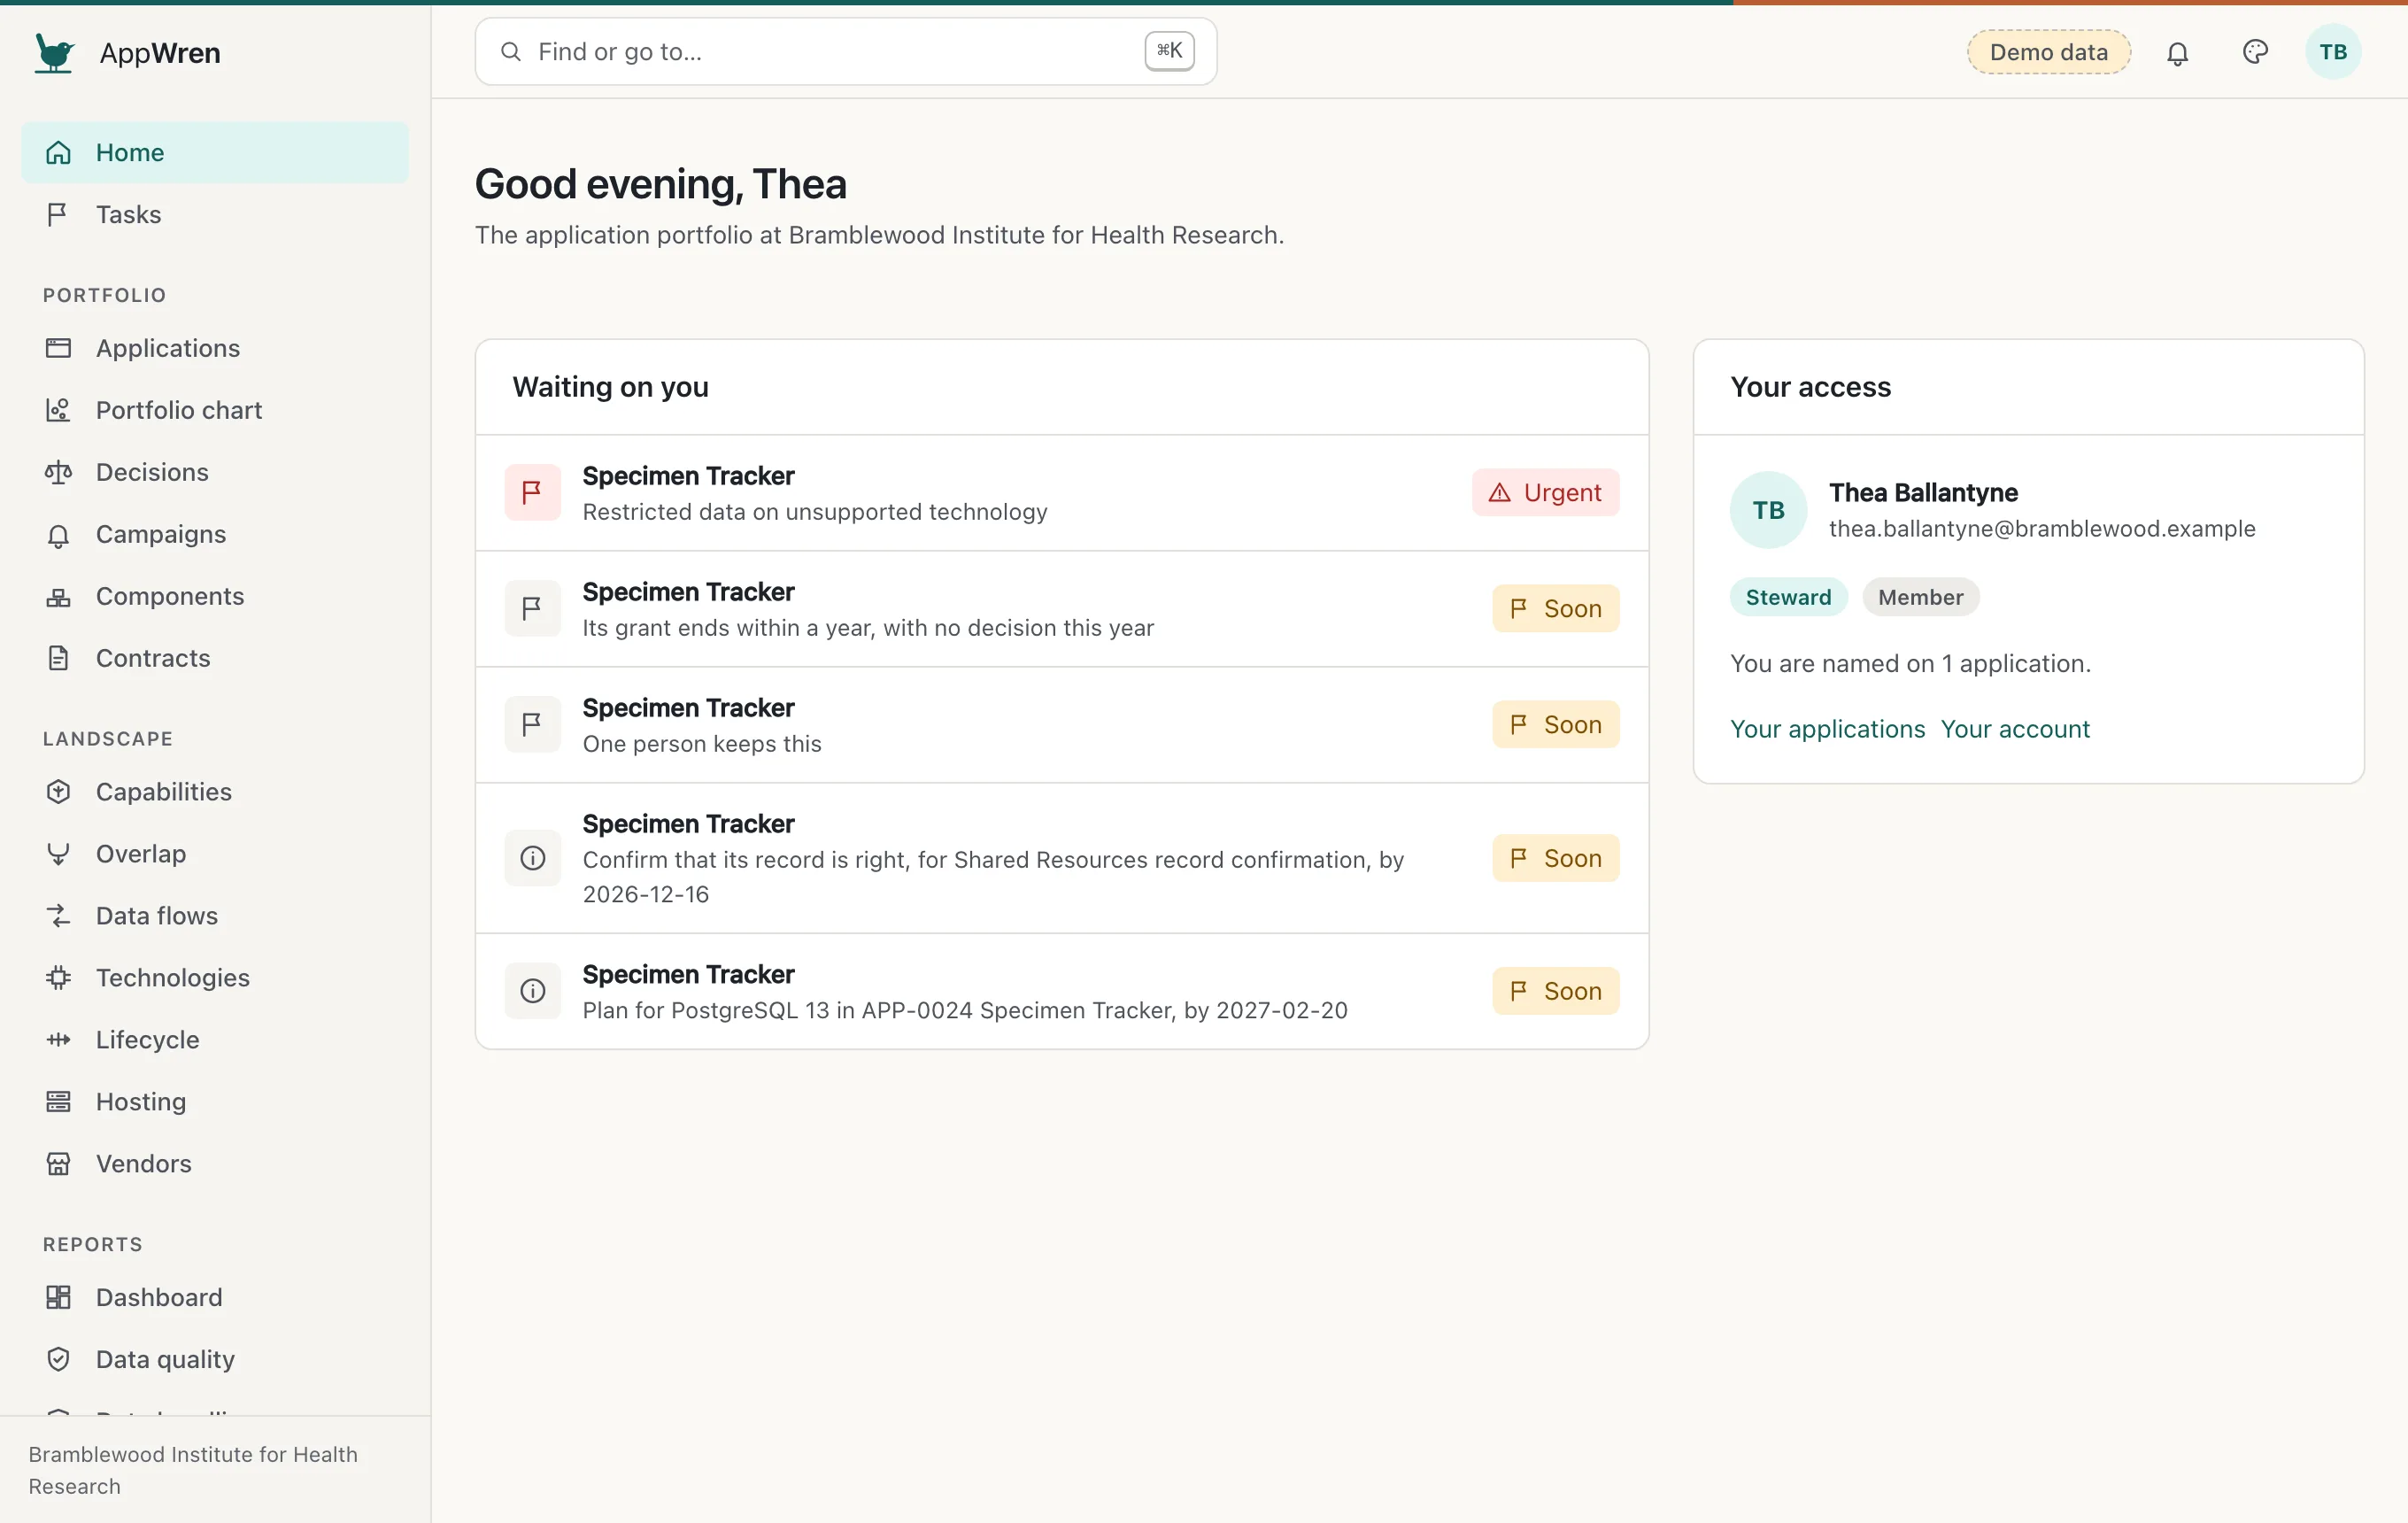 AppWren
Find or go to...
⌘K
Demo data
TB
Home
Tasks
PORTFOLIO
Applications
Portfolio chart
Decisions
Campaigns
Components
Contracts
LANDSCAPE
Capabilities
Overlap
Data flows
Technologies
Lifecycle
Hosting
Vendors
REPORTS
Dashboard
Data quality
Bramblewood Institute for Health
Research
Good evening, Thea
The application portfolio at Bramblewood Institute for Health Research.
Waiting on you
Specimen Tracker
Restricted data on unsupported technology
Urgent
Specimen Tracker
Its grant ends within a year, with no decision this year
Soon
Specimen Tracker
One person keeps this
Soon
Specimen Tracker
Confirm that its record is right, for Shared Resources record confirmation, by
2026-12-16
Soon
Specimen Tracker
Plan for PostgreSQL 13 in APP-0024 Specimen Tracker, by 2027-02-20
Soon
Your access
TB
Thea Ballantyne
thea.ballantyne@bramblewood.example
Steward
Member
You are named on 1 application.
Your applications
Your account